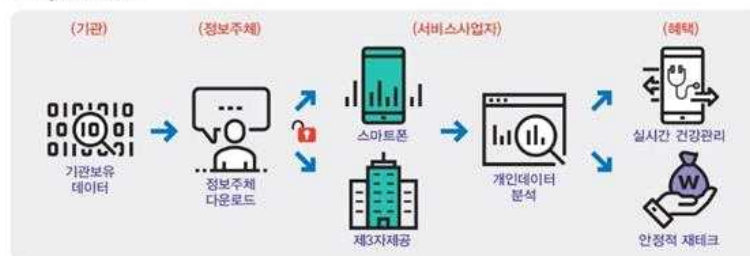 (기관)
(정보주체)
(서비스사업자)
(혜택)
기관보유
데이터
정보주체
다운로드
스마트폰
제3자제공
개인데이터
분석
실시간 건강관리
W
안정적 재테크